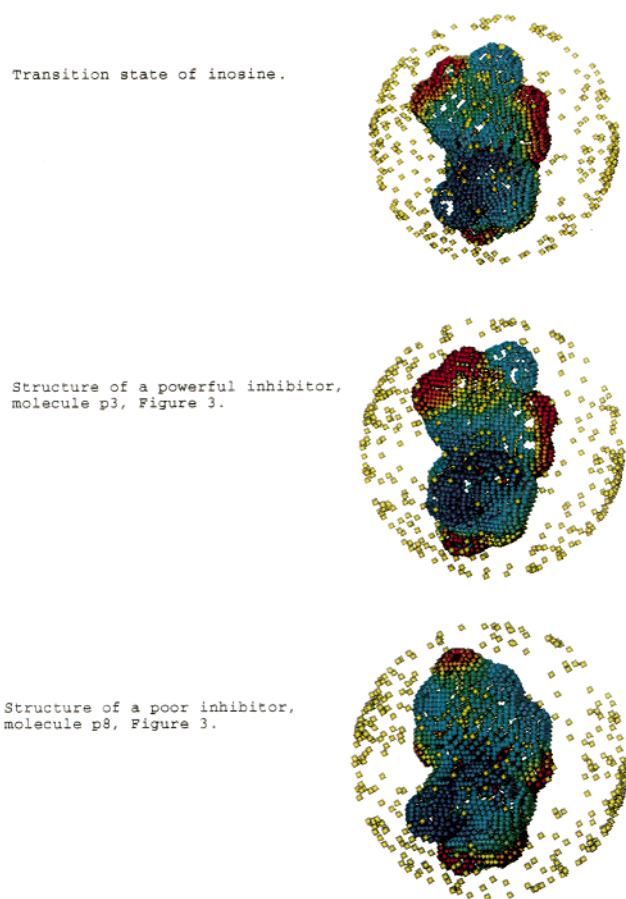 Transition state of inosine.
Structure of a powerful inhibitor,
molecule p3, Figure 3.
Structure of a poor inhibitor,
molecule p8, Figure 3.